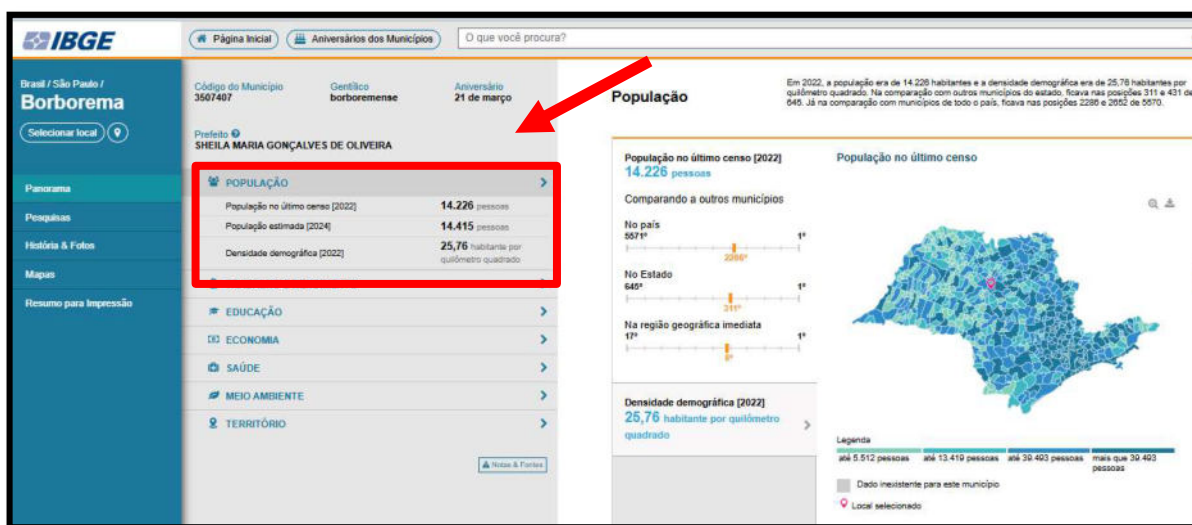 IBGE
Página Inicial
Aniversários dos Municípios
O que você procura?
Brasil / São Paulo /
Borborema
Selecionar local
Panorama
Pesquisas
História & Fotos
Mapas
Resumo para Impressão
Código do Município
3507407
Gentílico
borboremense
Aniversário
21 de março
Prefeito
SHEILA MARIA GONÇALVES DE OLIVEIRA
POPULAÇÃO
População no último censo [2022] 14.226 pessoas
População estimada [2024] 14.415 pessoas
Densidade demográfica [2022] 25,76 habitante por
quilômetro quadrado
EDUCAÇÃO
ECONOMIA
SAÚDE
MEIO AMBIENTE
TERRITÓRIO
Notas & Fontes
População
Em 2022, a população era de 14.226 habitantes e a densidade demográfica era de 25,76 habitantes por
quilômetro quadrado. Na comparação com outros municípios do estado, ficava nas posições 311 e 431 de
645. Já na comparação com municípios de todo o país, ficava nas posições 2286 e 2652 de 5570.
População no último censo [2022]
14.226 pessoas
Comparando a outros municípios
No país
5571º 1º
2286º
No Estado
645º 1º
311º
Na região geográfica imediata
17º 1º
Densidade demográfica [2022]
25,76 habitante por quilômetro
quadrado
População no último censo
Legenda
até 5.512 pessoas até 13.419 pessoas até 39.493 pessoas mais que 39.493
pessoas
Dado inexistente para este município
Local selecionado